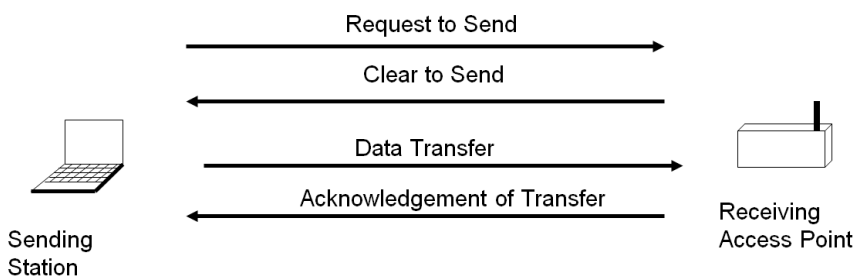 Request to Send
Clear to Send
Data Transfer
Acknowledgement of Transfer
Sending
Station
Receiving
Access Point